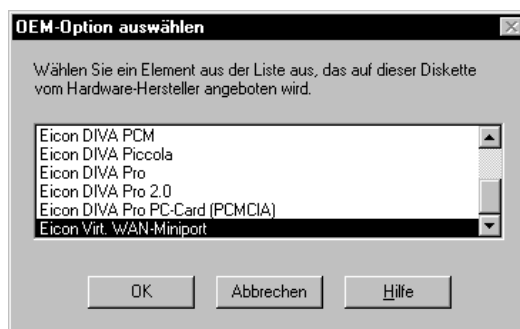 OEM-Option auswählen
Wählen Sie ein Element aus der Liste aus, das auf dieser Diskette
vom Hardware-Hersteller angeboten wird.
Eicon DIVA PCM
Eicon DIVA Piccola
Eicon DIVA Pro
Eicon DIVA Pro 2.0
Eicon DIVA Pro PC-Card (PCMCIA)
Eicon Virt. WAN-Miniport
OK Abbrechen Hilfe